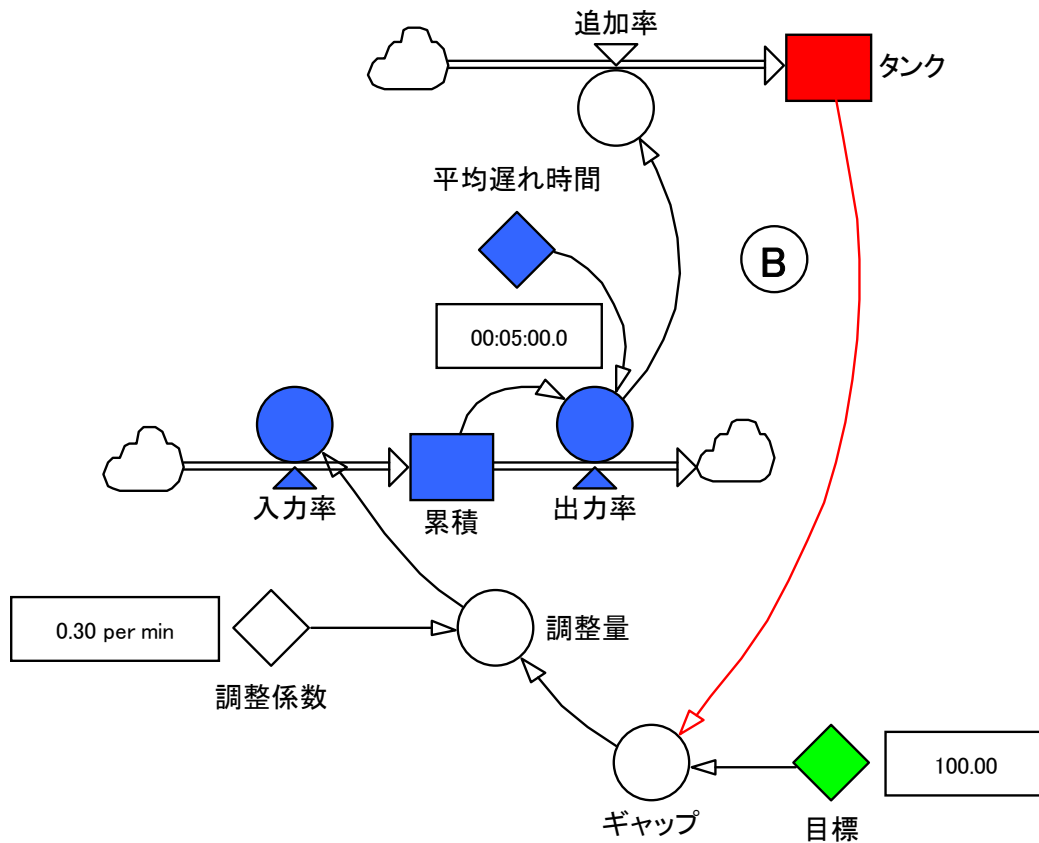 追加率
タンク
平均遅れ時間
B
00:05:00.0
入力率
累積
出力率
0.30 per min
調整量
調整係数
100.00
ギャップ
目標